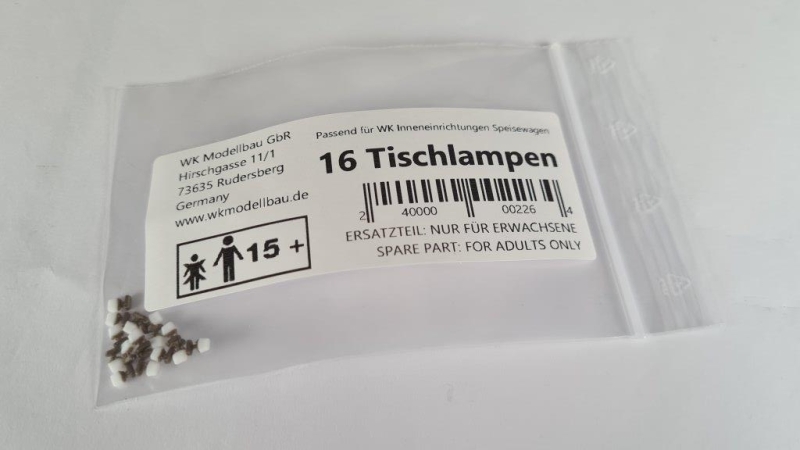 WK Modellbau GbR
Hirschgasse 11/1
73635 Rudersberg
Germany
www.wkmodellbau.de
15 +
Passend für WK Inneneinrichtungen Speisewagen
16 Tischlampen
2 40000 00226 4
ERSATZTEIL: NUR FÜR ERWACHSENE
SPARE PART: FOR ADULTS ONLY